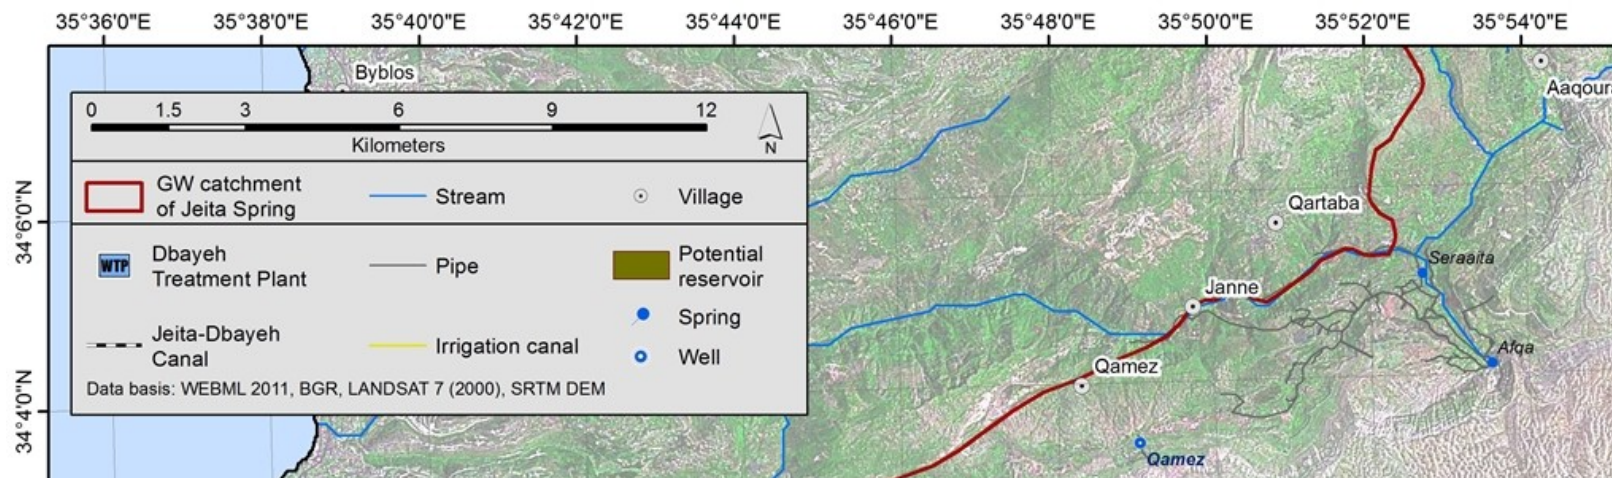 35°36'0"E 35°38'0"E 35°40'0"E 35°42'0"E 35°44'0"E 35°46'0"E 35°48'0"E 35°50'0"E 35°52'0"E 35°54'0"E
Byblos
Aaqoura
0 1.5 3 6 9 12
Kilometers
N
GW catchment
of Jeita Spring
Stream
Village
Dbayeh
Treatment Plant
WTP
Pipe
Potential
reservoir
Spring
Jeita-Dbayeh
Canal
Irrigation canal
Well
Data basis: WEBML 2011, BGR, LANDSAT 7 (2000), SRTM DEM
34°6'0"N
34°4'0"N
Qartaba
Seraaita
Janne
Afqa
Qamez
Qamez